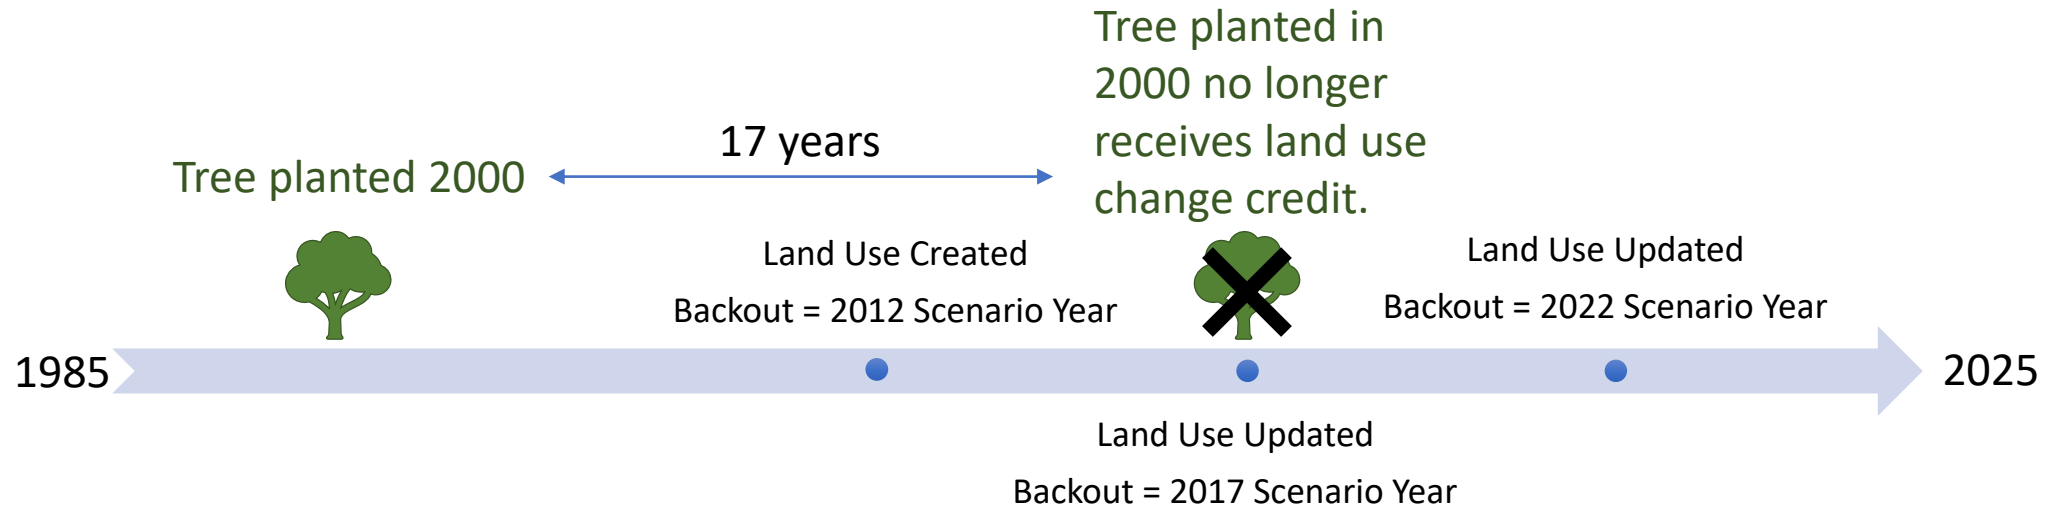 Tree planted in
2000 no longer
receives land use
change credit.
17 years
Tree planted 2000
Land Use Created
Backout = 2012 Scenario Year
Land Use Updated
Backout = 2022 Scenario Year
1985
2025
Land Use Updated
Backout = 2017 Scenario Year